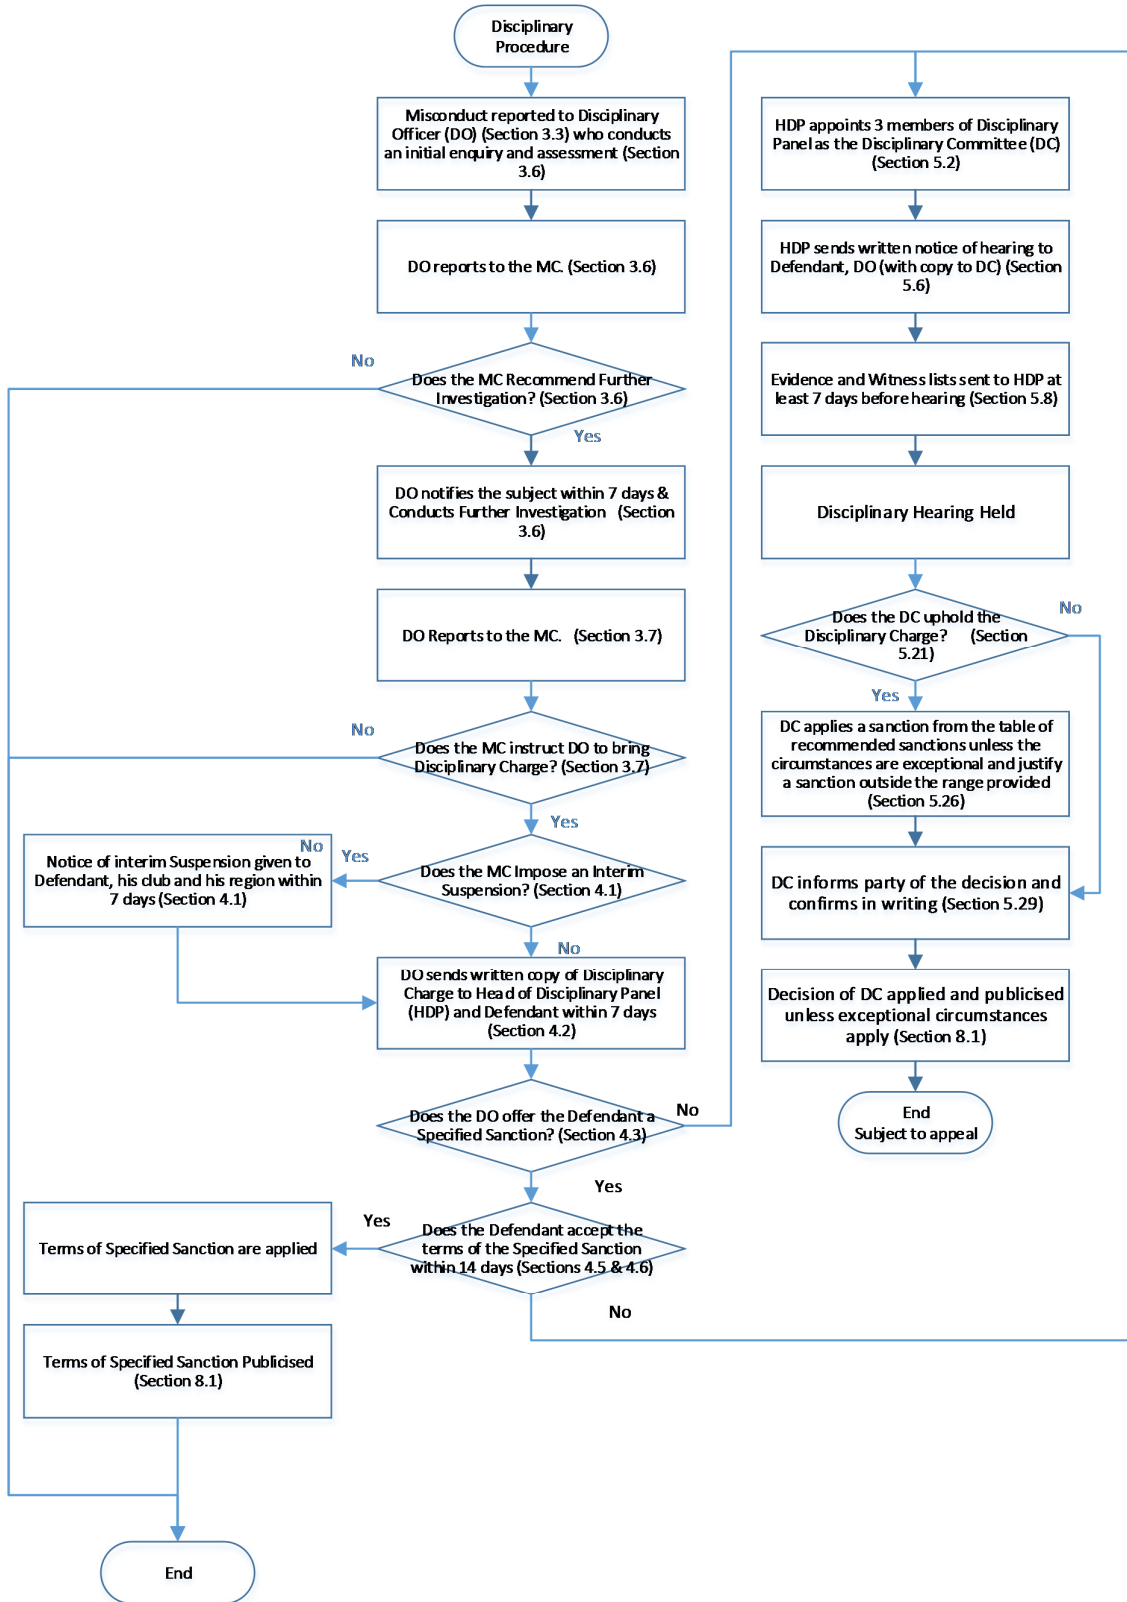 Disciplinary
Procedure
Misconduct reported to Disciplinary
Officer (DO) (Section 3.3) who conducts
an initial enquiry and assessment (Section
3.6)
DO reports to the MC. (Section 3.6)
No
Does the MC Recommend Further
Investigation? (Section 3.6)
Yes
DO notifies the subject within 7 days &
Conducts Further Investigation (Section
3.6)
DO Reports to the MC. (Section 3.7)
No
Does the MC instruct DO to bring
Disciplinary Charge? (Section 3.7)
Yes
Does the MC Impose an Interim
Suspension? (Section 4.1)
No
Yes
Notice of interim Suspension given to
Defendant, his club and his region within
7 days (Section 4.1)
No
DO sends written copy of Disciplinary
Charge to Head of Disciplinary Panel
(HDP) and Defendant within 7 days
(Section 4.2)
Does the DO offer the Defendant a
Specified Sanction? (Section 4.3)
No
Yes
Does the Defendant accept the
terms of the Specified Sanction
within 14 days (Sections 4.5 & 4.6)
Yes
No
Terms of Specified Sanction are applied
Terms of Specified Sanction Publicised
(Section 8.1)
End
HDP appoints 3 members of Disciplinary
Panel as the Disciplinary Committee (DC)
(Section 5.2)
HDP sends written notice of hearing to
Defendant, DO (with copy to DC) (Section
5.6)
Evidence and Witness lists sent to HDP at
least 7 days before hearing (Section 5.8)
Disciplinary Hearing Held
Does the DC uphold the
Disciplinary Charge? (Section
5.21)
No
Yes
DC applies a sanction from the table of
recommended sanctions unless the
circumstances are exceptional and justify
a sanction outside the range provided
(Section 5.26)
DC informs party of the decision and
confirms in writing (Section 5.29)
Decision of DC applied and publicised
unless exceptional circumstances
apply (Section 8.1)
End
Subject to appeal